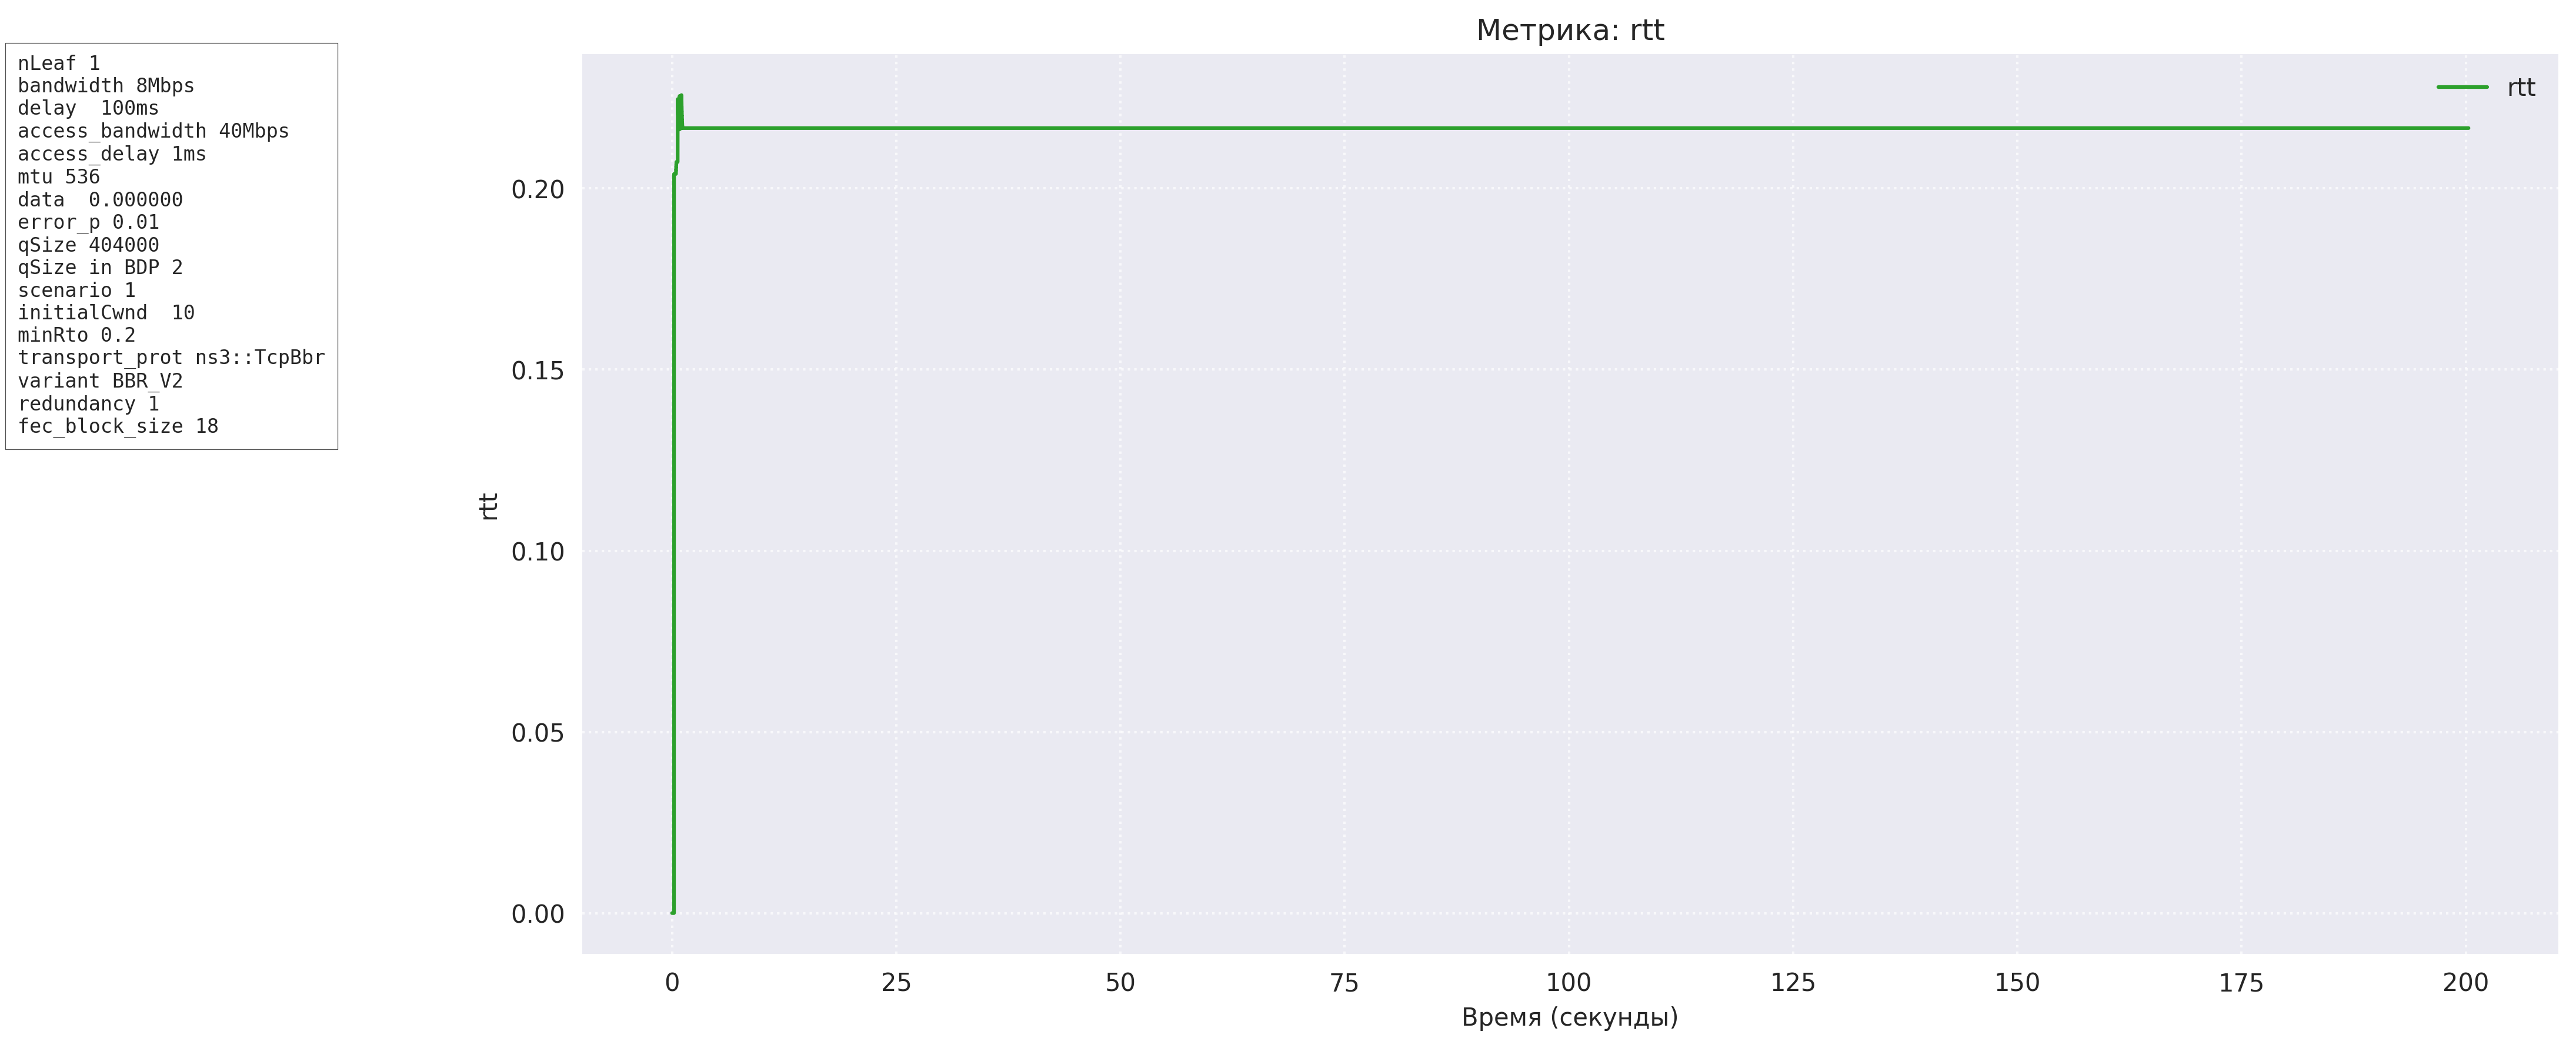 Метрика: rtt
nLeaf 1
bandwidth 8Mbps
delay  100ms
access_bandwidth 40Mbps
access_delay 1ms
mtu 536
data  0.000000
error_p 0.01
qSize 404000
qSize in BDP 2
scenario 1
initialCwnd  10
minRto 0.2
transport_prot ns3::TcpBbr
variant BBR_V2
redundancy 1
fec_block_size 18
rtt
rtt
0.20
0.15
0.10
0.05
0.00
0 25 50 75 100 125 150 175 200
Время (секунды)